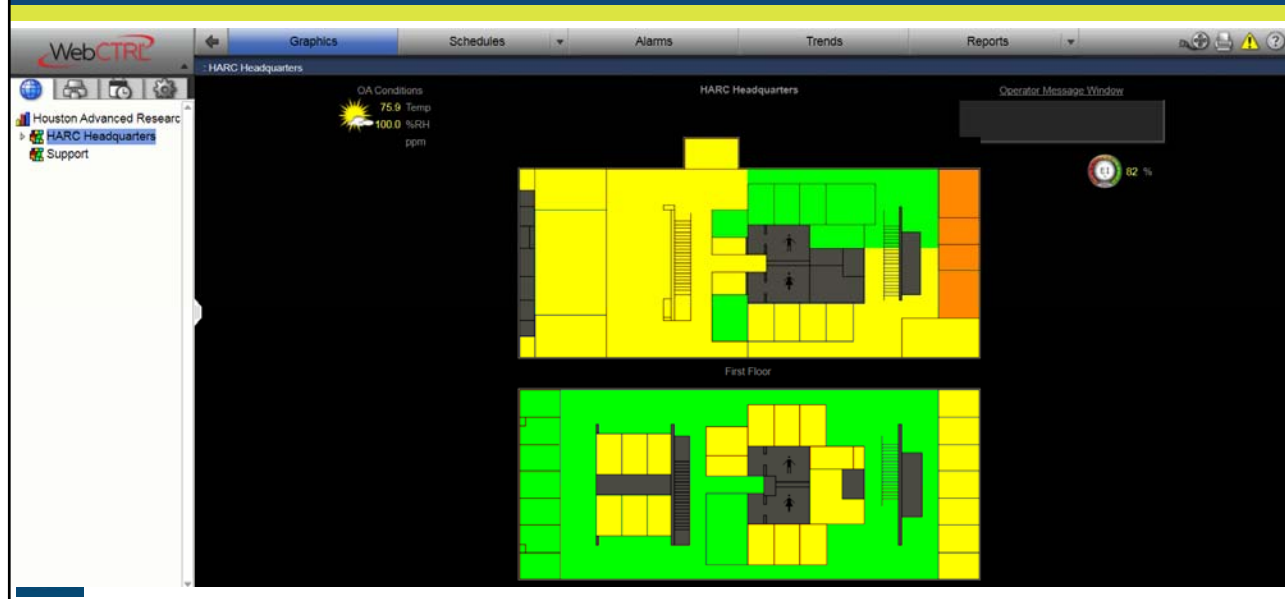 WebCTRL
Graphics
Schedules
Alarms
Trends
Reports
: HARC Headquarters
Houston Advanced Researc
HARC Headquarters
Support
OA Conditions
75.9 Temp
100.0 %RH
ppm
HARC Headquarters
Operator Message Window
EI
82 %
First Floor